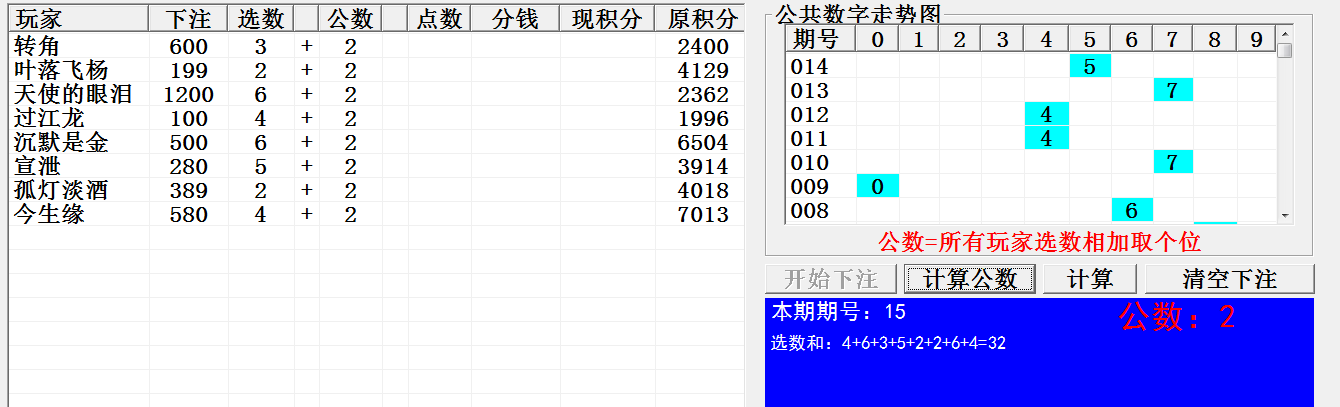 玩家 下注 选数 公数 点数 分钱 现积分 原积分
转角 600 3 + 2 2400
叶落飞杨 199 2 + 2 4129
天使的眼泪 1200 6 + 2 2362
过江龙 100 4 + 2 1996
沉默是金 500 6 + 2 6504
宣泄 280 5 + 2 3914
孤灯淡酒 389 2 + 2 4018
今生缘 580 4 + 2 7013
公共数字走势图
期号 0 1 2 3 4 5 6 7 8 9
014 5
013 7
012 4
011 4
010 7
009 0
008 6
公数=所有玩家选数相加取个位
开始下注 计算公数 计算 清空下注
本期期号：15 公数：2
选数和：4+6+3+5+2+2+6+4=32